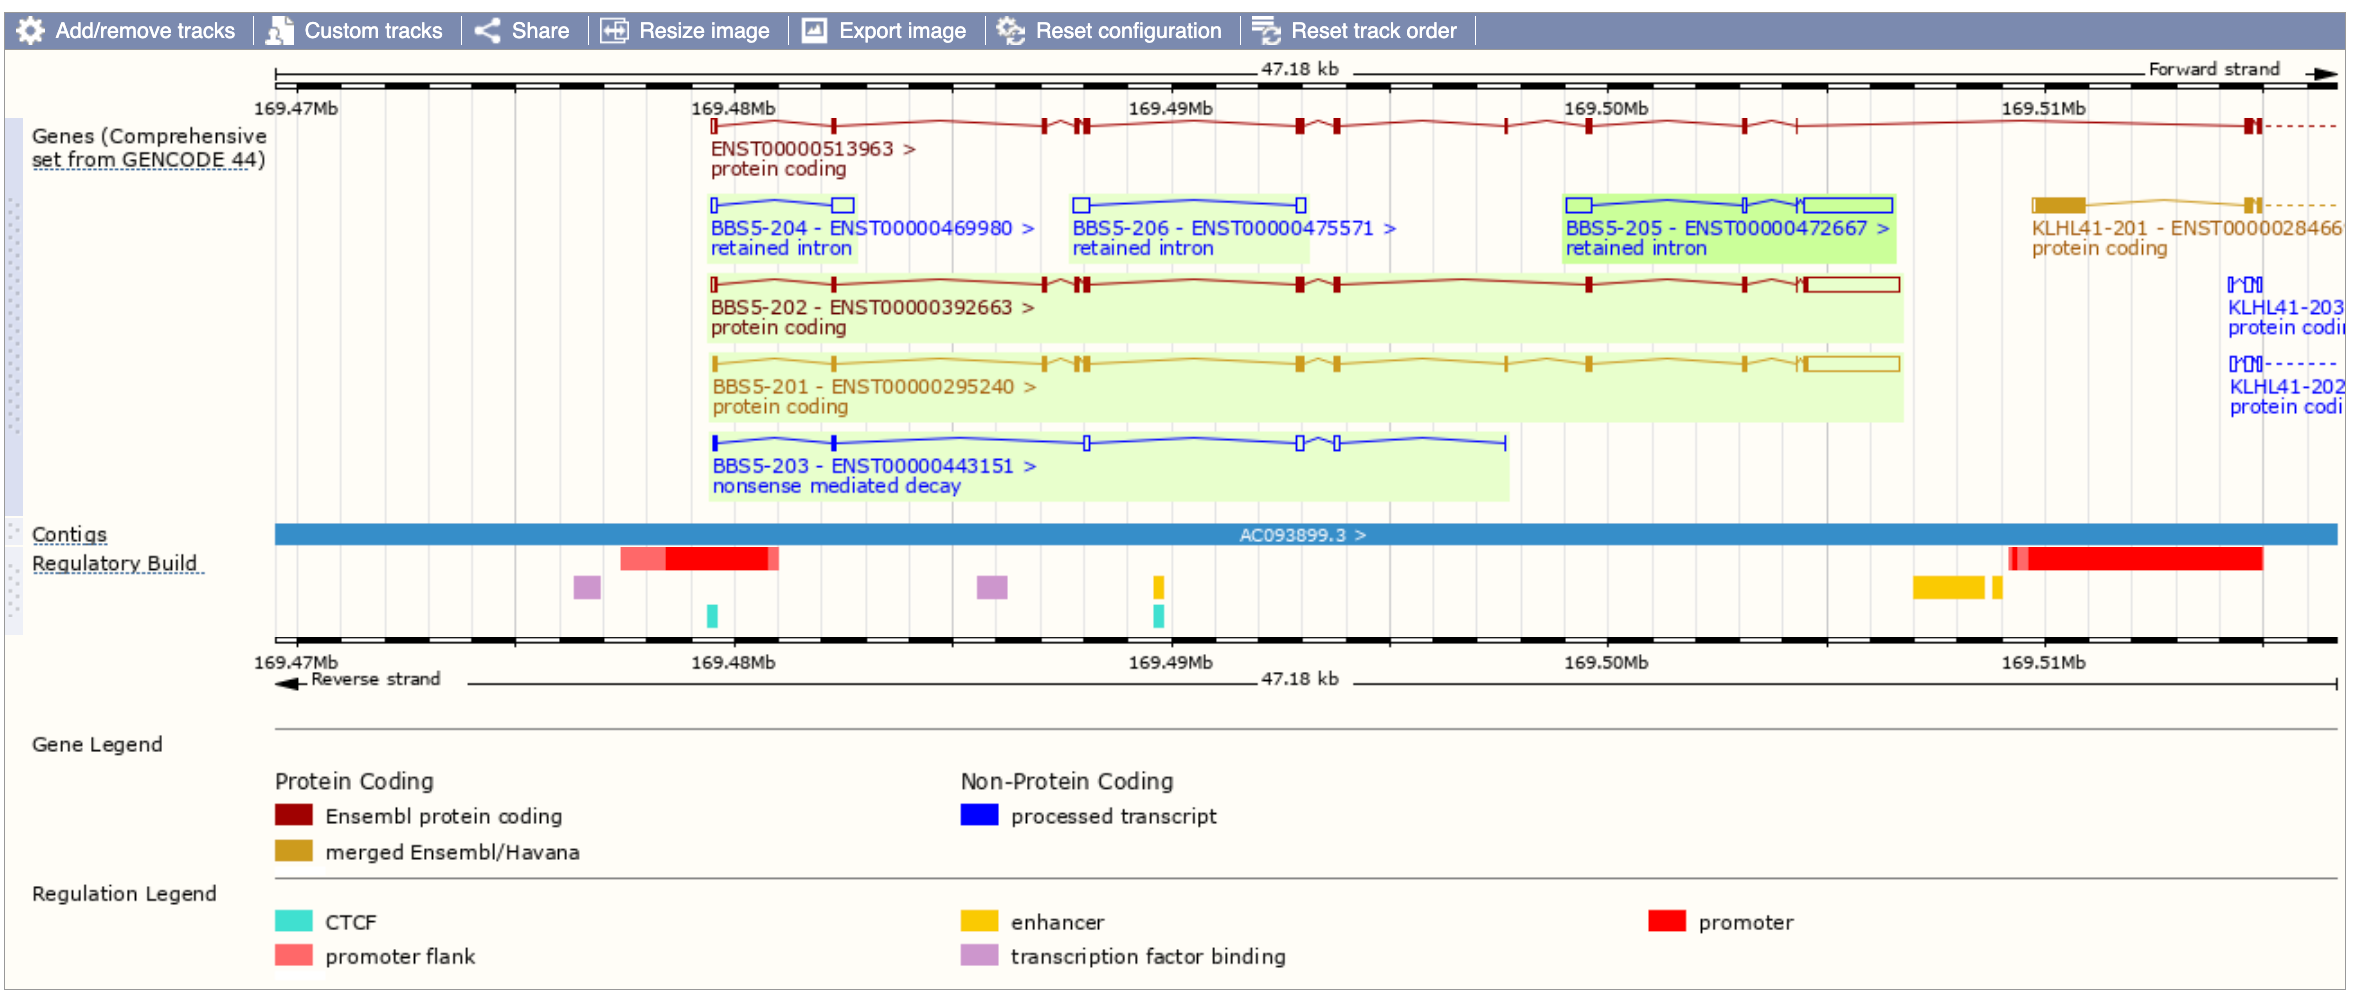 Add/remove tracks Custom tracks Share Resize image Export image Reset configuration Reset track order
47.18 kb Forward strand
169.47Mb 169.48Mb 169.49Mb 169.50Mb 169.51Mb
Genes (Comprehensive
set from GENCODE 44)
ENST00000513963 >
protein coding
BBS5-204 - ENST00000469980 > BBS5-206 - ENST00000475571 > BBS5-205 - ENST00000472667 > KLHL41-201 - ENST0000028466
retained intron retained intron retained intron protein coding
BBS5-202 - ENST00000392663 > KLHL41-203
protein coding protein codi
BBS5-201 - ENST00000295240 > KLHL41-202
protein coding protein codi
BBS5-203 - ENST00000443151 >
nonsense mediated decay
Contigs AC093899.3 >
Regulatory Build
169.47Mb 169.48Mb 169.49Mb 169.50Mb 169.51Mb
Reverse strand 47.18 kb
Gene Legend
Protein Coding Non-Protein Coding
Ensembl protein coding processed transcript
merged Ensembl/Havana
Regulation Legend
CTCF enhancer promoter
promoter flank transcription factor binding